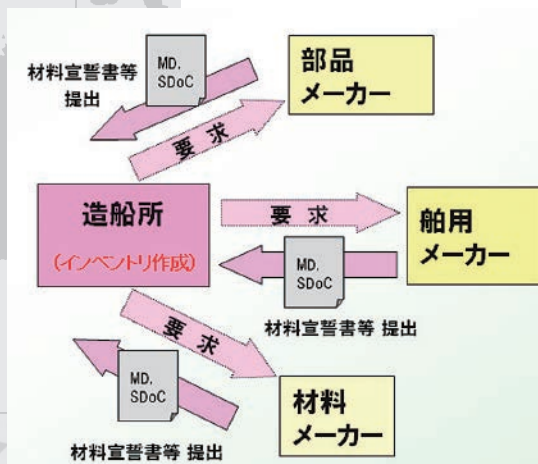 材料宣誓書等
提出
MD.
SDoC
部品
メーカー
要 求
造船所
(インベントリ作成)
要 求
舶用
メーカー
MD.
SDoC
材料宣誓書等 提出
要 求
MD.
SDoC
材料
メーカー
材料宣誓書等 提出